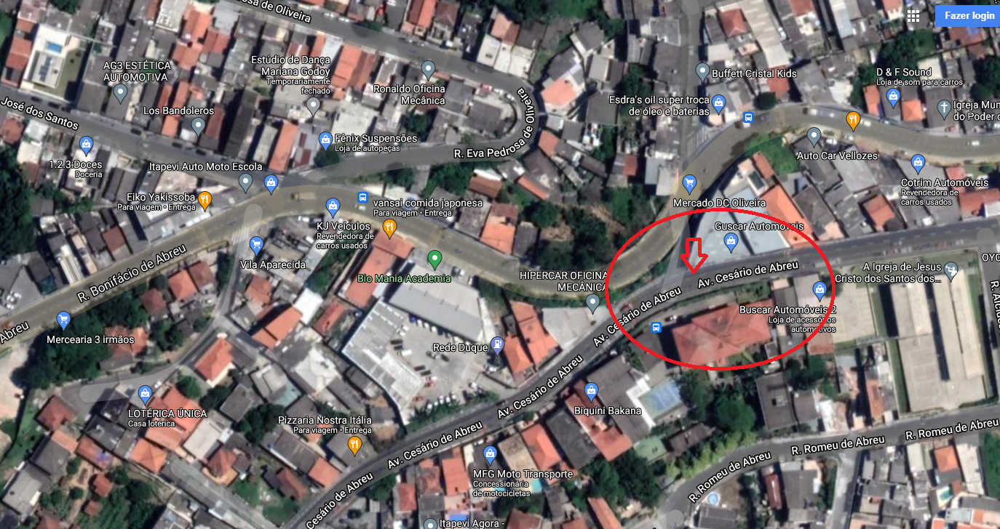 osa de Oliveira
Fazer login
AG3 ESTÉTICA
AUTOMOTIVA
Estúdio de Dança
Mariana Godoy
Temporariamente
fechado
Ronaldo Oficina
Mecânica
Buffett Cristal Kids
D & F Sound
Loja de som para carros
Esdra's oil super troca
de óleo e baterias
Igreja Mun
do Poder d
José dos Santos
Los Bandoleros
Fênix Suspensões
Loja de autopeças
R. Eva Pedrosa de Oliveira
Auto Car Vellozes
1.2.3:Doces
Doceria
Itapevi Auto Moto Escola
Cotrim Automóveis
Revendedora de
carros usados
Eiko Yakissoba
Para viagem • Entrega
vansai comida japonesa
Para viagem • Entrega
Mercado DC Oliveira
KJ Veículos
Revendedora de
carros usados
Guscar Automóveis
R. Bonifácio de Abreu
Vila Aparecida
Bio Mania Academia
HIPERCAR OFICINA
MECÂNICA
Av. Cesário de Abreu
A Igreja de Jesus
Cristo dos Santos dos...
OYO
Av. Cesário de Abreu
Buscar Automóveis 2
Loja de acessórios
automotivos
Abreu
Mercearia 3 irmãos
Rede Duque
Av. Cesário de Abreu
LOTÉRICA ÚNICA
Casa lotérica
Pizzaria Nostra Itália
Para viagem • Entrega
Biquíni Bakana
Av. Cesário de Abreu
R. Romeu de Abreu
R. Romeu de Abreu
R. Romeu de Abreu
MFG Moto Transporte
Concessionária
de motocicletas
Cesário de Abreu
Itapevi Agora -